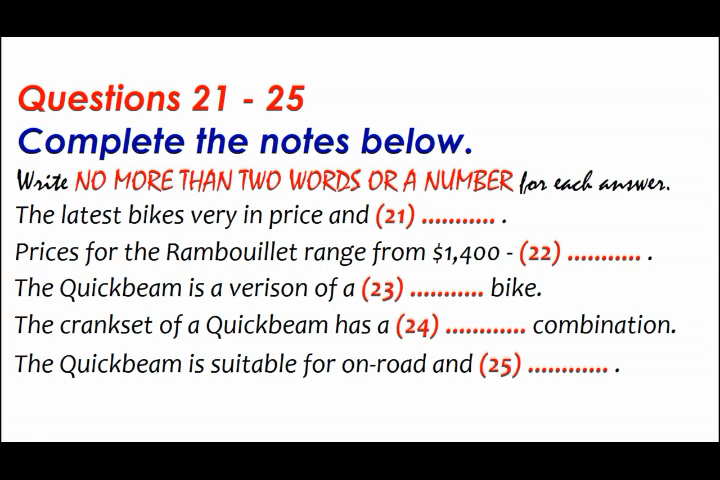 Questions 21 - 25
Complete the notes below.
Write NO MORE THAN TWO WORDS OR A NUMBER for each answer.
The latest bikes very in price and (21) ........... .
Prices for the Rambouillet range from $1,400 - (22) ........... .
The Quickbeam is a verison of a (23) ........... bike.
The crankset of a Quickbeam has a (24) ............ combination.
The Quickbeam is suitable for on-road and (25) ............ .